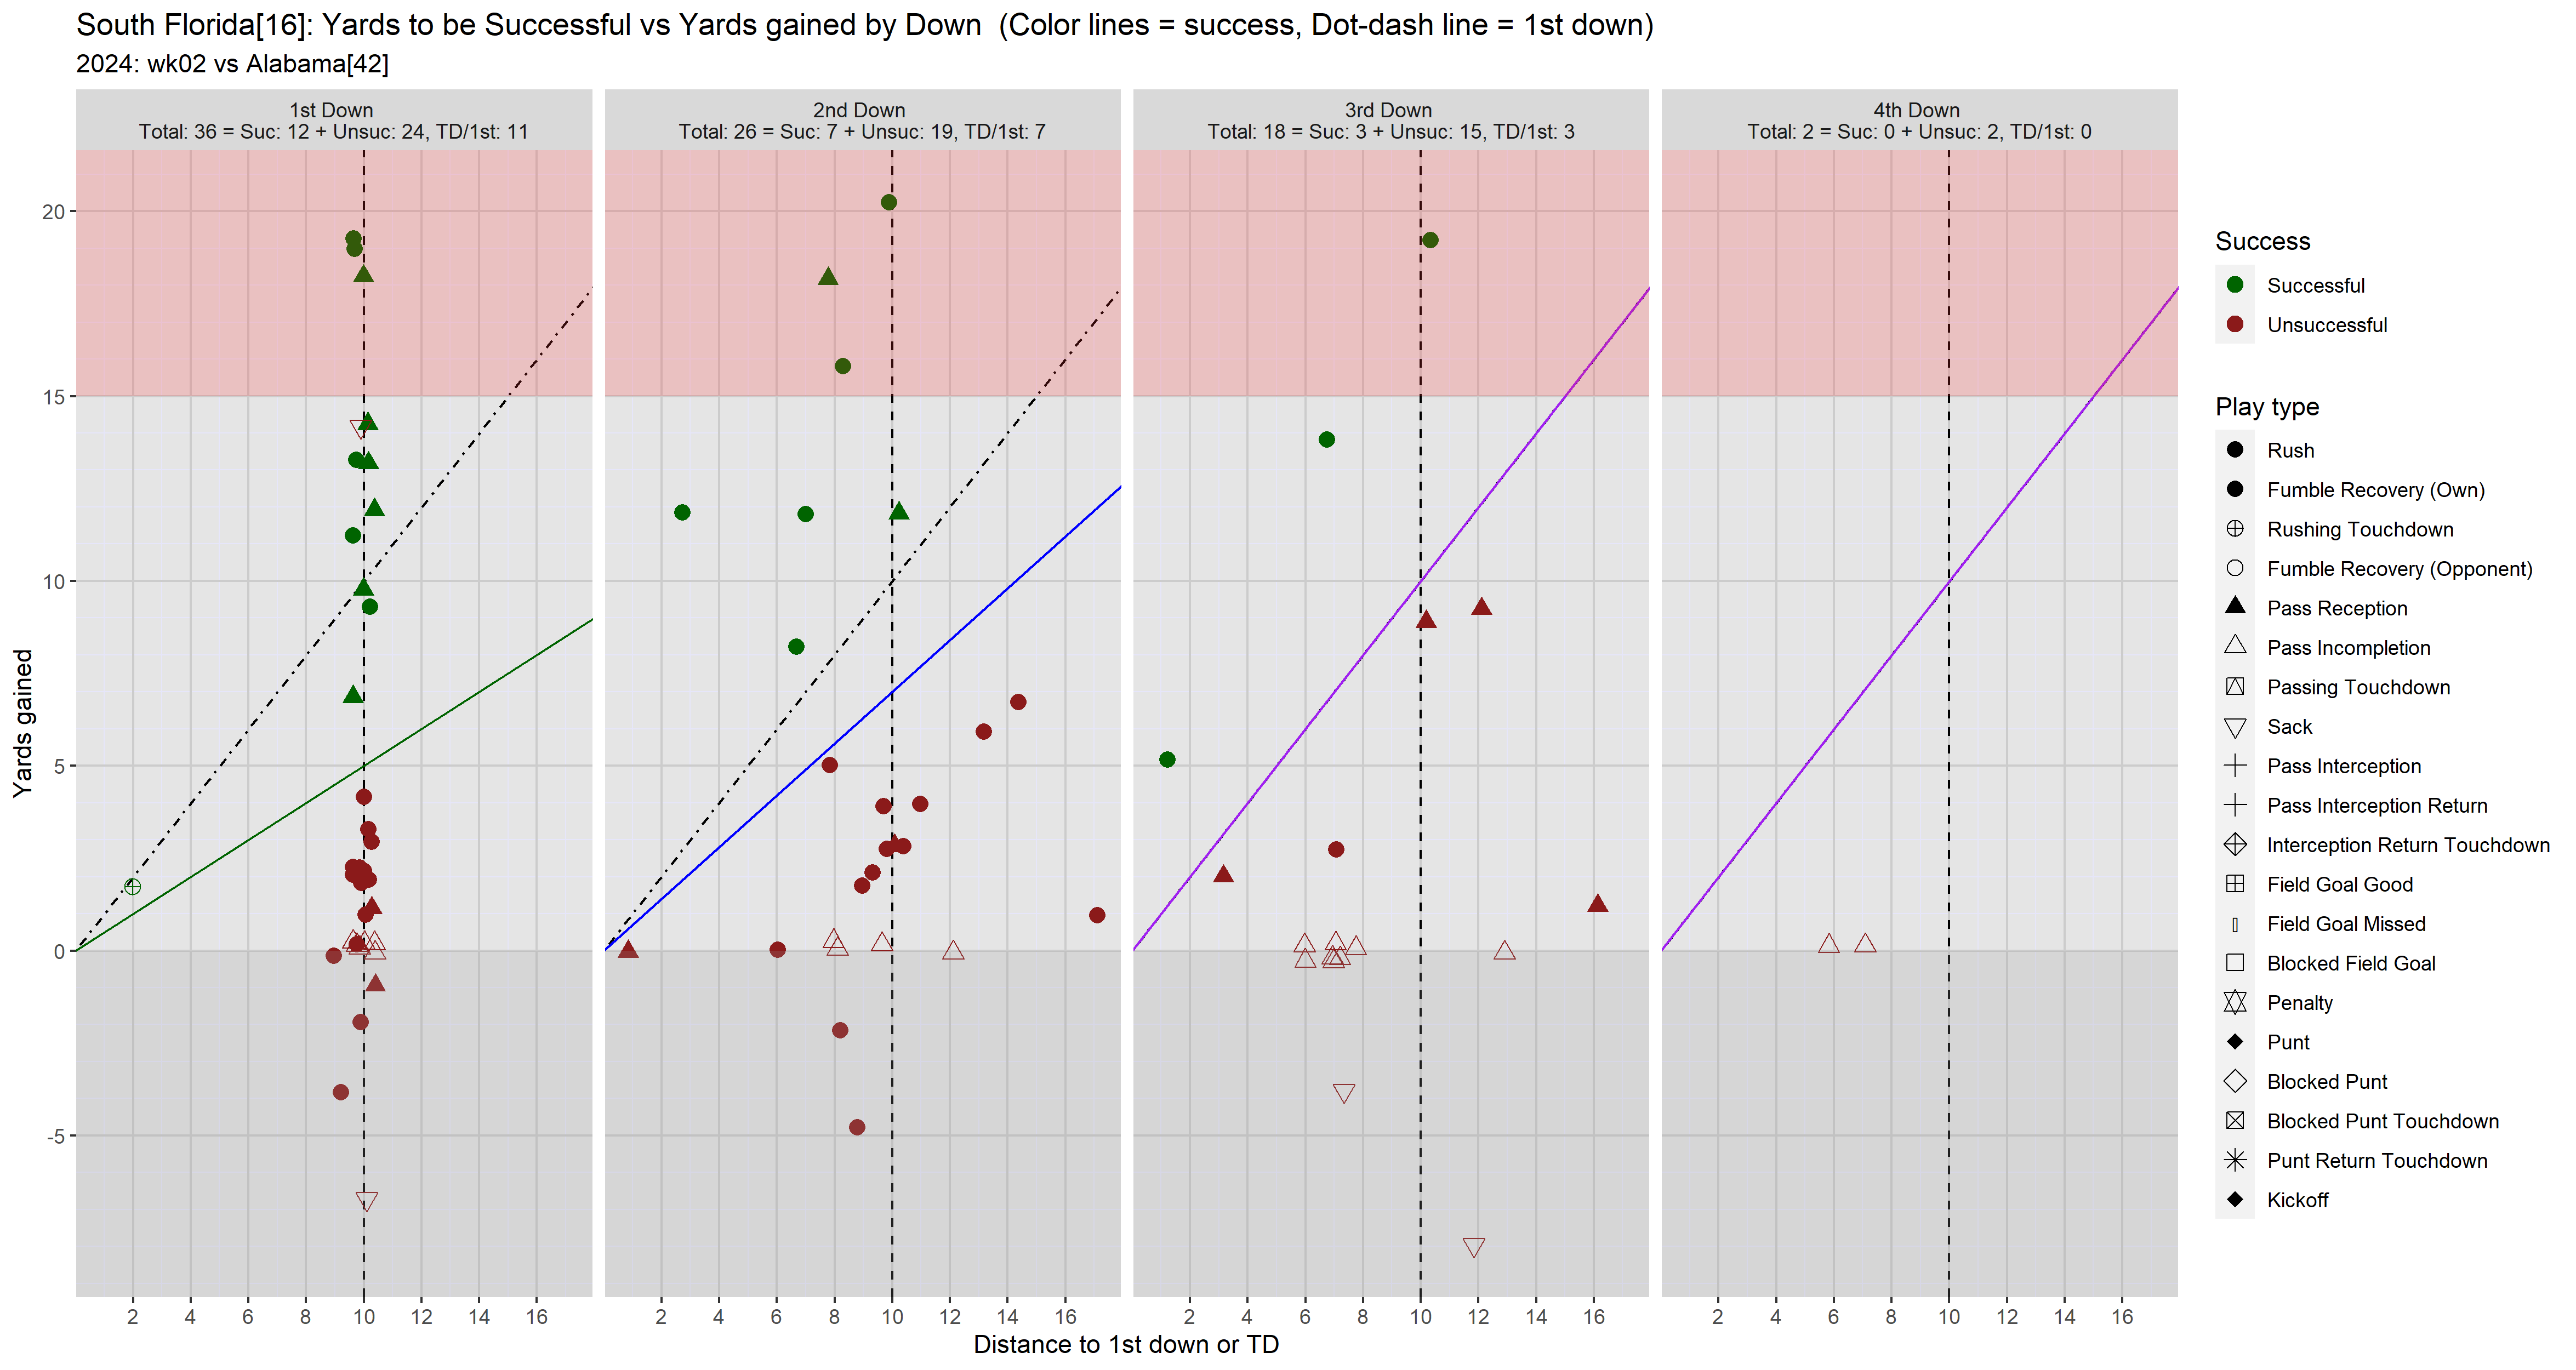 South Florida[16]: Yards to be Successful vs Yards gained by Down  (Color lines = success, Dot-dash line = 1st down)
2024: wk02 vs Alabama[42]
1st Down
Total: 36 = Suc: 12 + Unsuc: 24, TD/1st: 11
2nd Down
Total: 26 = Suc: 7 + Unsuc: 19, TD/1st: 7
3rd Down
Total: 18 = Suc: 3 + Unsuc: 15, TD/1st: 3
4th Down
Total: 2 = Suc: 0 + Unsuc: 2, TD/1st: 0
Yards gained
20
15
10
5
0
-5
2 4 6 8 10 12 14 16
2 4 6 8 10 12 14 16
2 4 6 8 10 12 14 16
2 4 6 8 10 12 14 16
Distance to 1st down or TD
Success
Successful
Unsuccessful
Play type
Rush
Fumble Recovery (Own)
Rushing Touchdown
Fumble Recovery (Opponent)
Pass Reception
Pass Incompletion
Passing Touchdown
Sack
Pass Interception
Pass Interception Return
Interception Return Touchdown
Field Goal Good
Field Goal Missed
Blocked Field Goal
Penalty
Punt
Blocked Punt
Blocked Punt Touchdown
Punt Return Touchdown
Kickoff